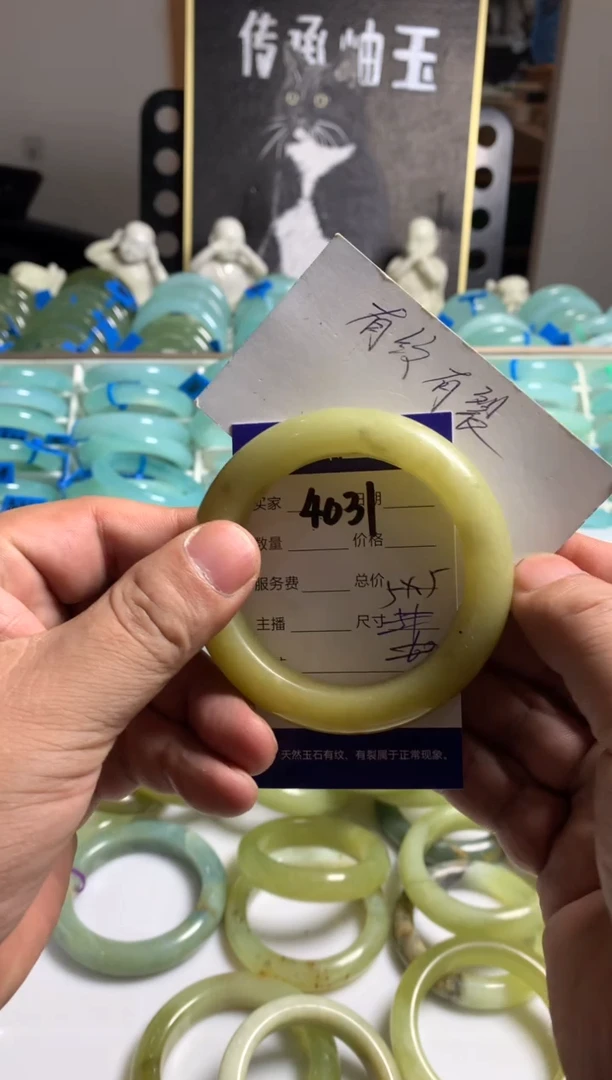 传承岫玉
有纹有裂
买家 4031 日期
数量 价格
服务费 总价
主播 尺寸
天然玉石有纹、有裂属于正常现象、